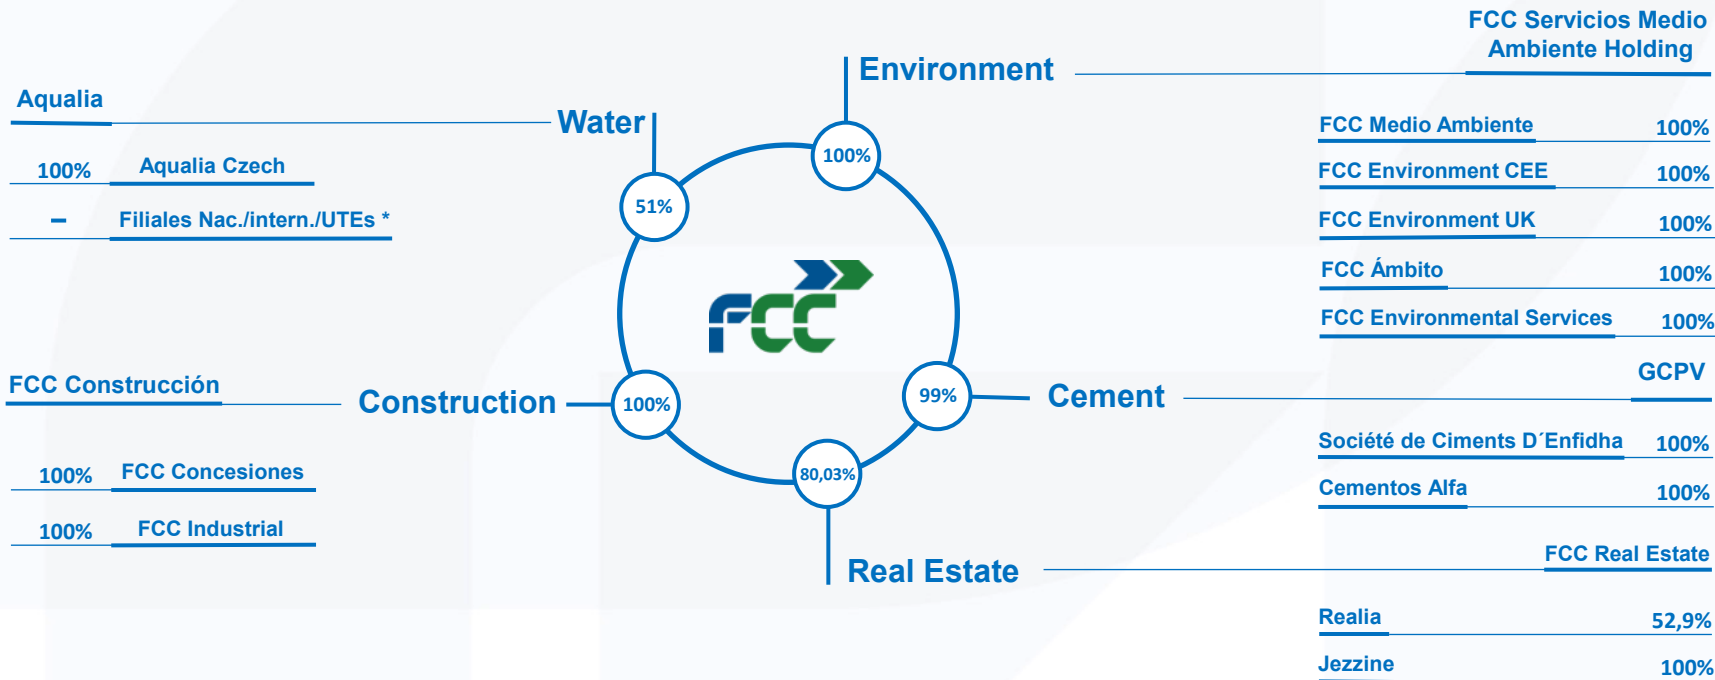 FCC Servicios Medio
Ambiente Holding
Environment
Aqualia
Water
FCC Medio Ambiente 100%
100%
100% Aqualia Czech
FCC Environment CEE 100%
51%
– Filiales Nac./intern./UTEs *
FCC Environment UK 100%
FCC
FCC Ámbito 100%
FCC Environmental Services 100%
GCPV
FCC Construcción
Construction
100%
99%
Cement
Société de Ciments D´Enfidha 100%
100% FCC Concesiones
80,03%
Cementos Alfa 100%
100% FCC Industrial
FCC Real Estate
Real Estate
Realia 52,9%
Jezzine 100%